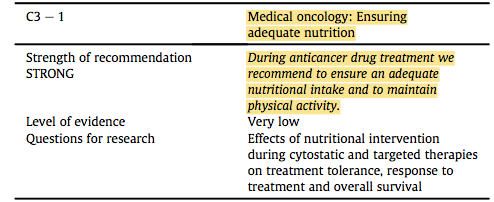 C3 – 1 Medical oncology: Ensuring
adequate nutrition
Strength of recommendation During anticancer drug treatment we
STRONG recommend to ensure an adequate
nutritional intake and to maintain
physical activity.
Level of evidence Very low
Questions for research Effects of nutritional intervention
during cytostatic and targeted therapies
on treatment tolerance, response to
treatment and overall survival